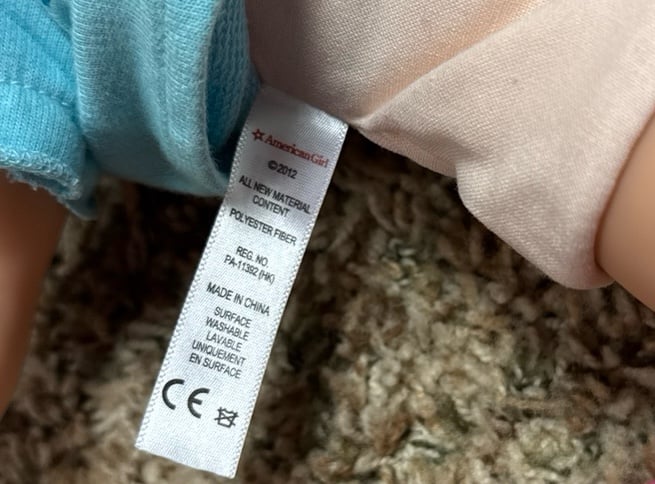 American Girl
©2012
ALL NEW MATERIAL
CONTENT
POLYESTER FIBER
REG. NO.
PA-11392 (HK)
MADE IN CHINA
SURFACE
WASHABLE
LAVABLE
UNIQUEMENT
EN SURFACE
CE